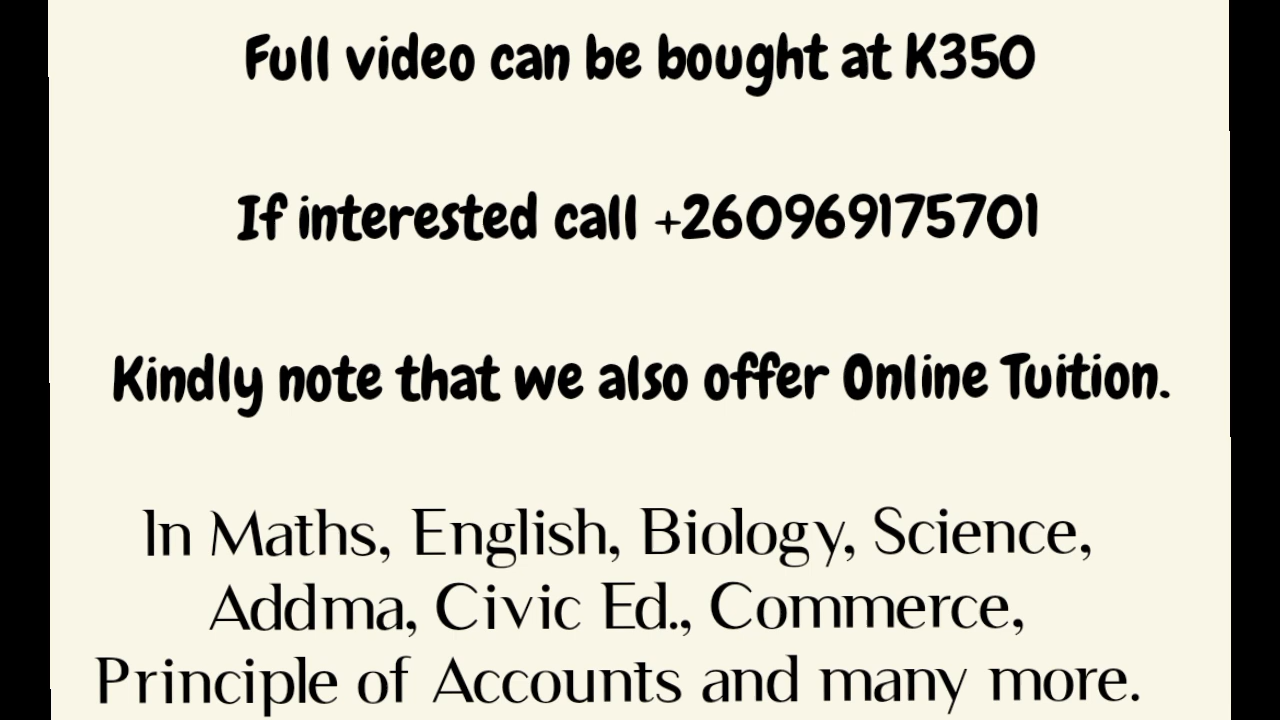 Full video can be bought at K350
If interested call +260969175701
Kindly note that we also offer Online Tuition.
In Maths, English, Biology, Science,
Addma, Civic Ed., Commerce,
Principle of Accounts and many more.